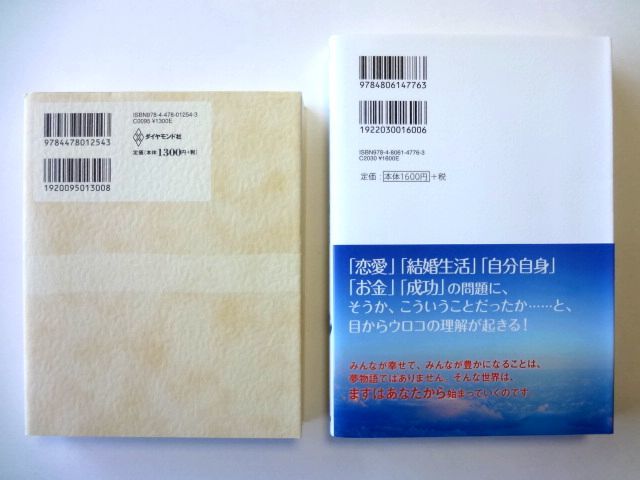 9784478012543
1920095013008
ISBN978-4-478-01254-3
C0095 ¥1300E
ダイヤモンド社
定価(本体1300円+税)
9784806147763
1922030016006
ISBN978-4-8061-4776-3
C2030 ¥1600E
定価:本体1600円+税
「恋愛」「結婚生活」「自分自身」
「お金」「成功」の問題に、
そうか、こういうことだったか……と、
目からウロコの理解が起きる!
みんなが幸せで、みんなが豊かになることは、
夢物語ではありません。そんな世界は、
まずはあなたから始まっていくのです